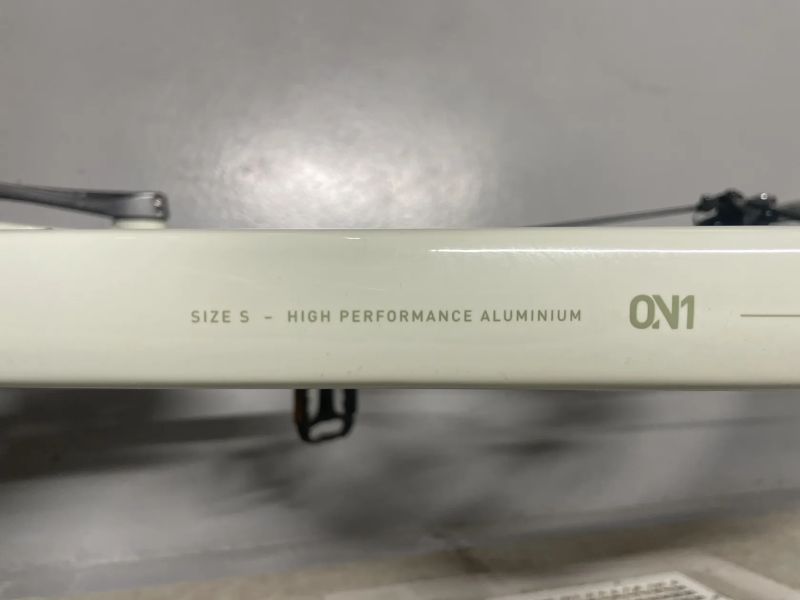 SIZE S – HIGH PERFORMANCE ALUMINIUM ON1